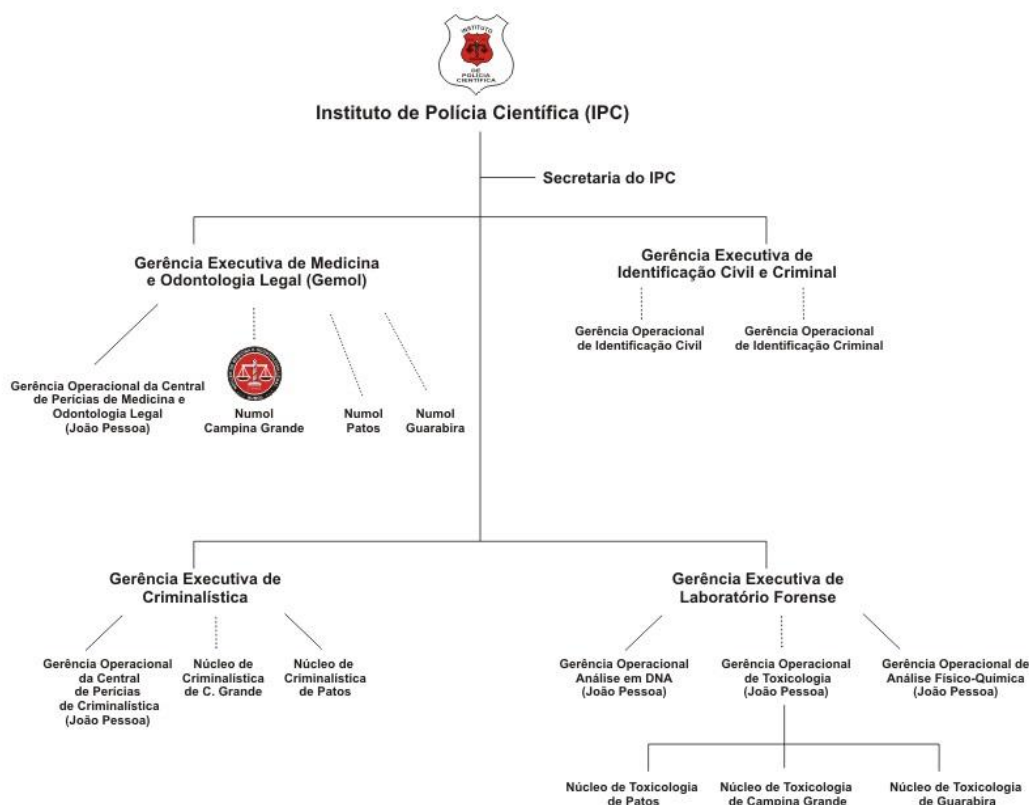 INSTITUTO
DE
POLÍCIA
CIENTÍFICA
Instituto de Polícia Científica (IPC)
Secretaria do IPC
Gerência Executiva de Medicina
e Odontologia Legal (Gemol)
Gerência Executiva de
Identificação Civil e Criminal
Gerência Operacional
de Identificação Civil
Gerência Operacional
de Identificação Criminal
Gerência Operacional da Central
de Perícias de Medicina e
Odontologia Legal
(João Pessoa)
Numol
Campina Grande
Numol
Patos
Numol
Guarabira
Gerência Executiva de
Criminalística
Gerência Executiva de
Laboratório Forense
Gerência Operacional
da Central
de Perícias
de Criminalística
(João Pessoa)
Núcleo de
Criminalística
de C. Grande
Núcleo de
Criminalística
de Patos
Gerência Operacional
Análise em DNA
(João Pessoa)
Gerência Operacional
de Toxicologia
(João Pessoa)
Gerência Operacional de
Análise Físico-Química
(João Pessoa)
Núcleo de Toxicologia
de Patos
Núcleo de Toxicologia
de Campina Grande
Núcleo de Toxicologia
de Guarabira